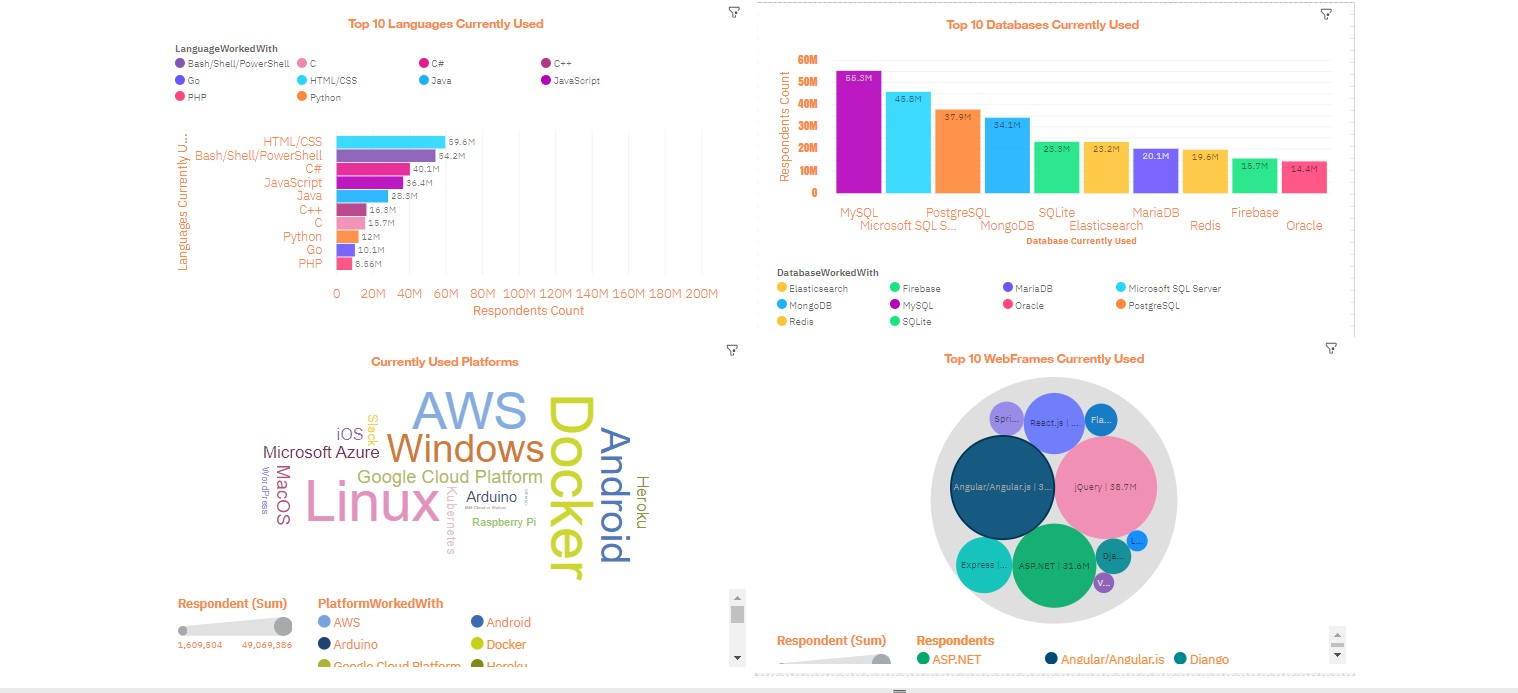 Top 10 Languages Currently Used
LanguageWorkedWith
Bash/Shell/PowerShell C C# C++
Go HTML/CSS Java JavaScript
PHP Python
Languages Currently U...
HTML/CSS 59.6M
Bash/Shell/PowerShell 54.2M
C# 40.1M
JavaScript 36.4M
Java 28.3M
C++ 16.3M
C 15.7M
Python 12M
Go 10.1M
PHP 8.56M
0 20M 40M 60M 80M 100M 120M 140M 160M 180M 200M
Respondents Count
Top 10 Databases Currently Used
Respondents Count
60M
50M
40M
30M
20M
10M
0
55.3M 45.8M 37.9M 34.1M 23.3M 23.2M 20.1M 19.6M 15.7M 14.4M
MySQL PostgreSQL SQLite MariaDB Firebase
Microsoft SQL S... MongoDB Elasticsearch Redis Oracle
Database Currently Used
DatabaseWorkedWith
Elasticsearch Firebase MariaDB Microsoft SQL Server
MongoDB MySQL Oracle PostgreSQL
Redis SQLite
Currently Used Platforms
AWS
Docker
Slack
iOS
Android
Windows
Microsoft Azure
WordPress
MacOS
Google Cloud Platform
Heroku
Linux
Kubernetes
Arduino
Raspberry Pi
Respondent (Sum)
1,609,504 49,069,386
PlatformWorkedWith
AWS Android
Arduino Docker
Google Cloud Platform Heroku
Top 10 WebFrames Currently Used
Spri...
React.js | ...
Fla...
Angular/Angular.js | 3...
jQuery | 38.7M
L...
Dja...
Express |...
ASP.NET | 31.6M
V...
Respondent (Sum)
Respondents
ASP.NET Angular/Angular.js Django